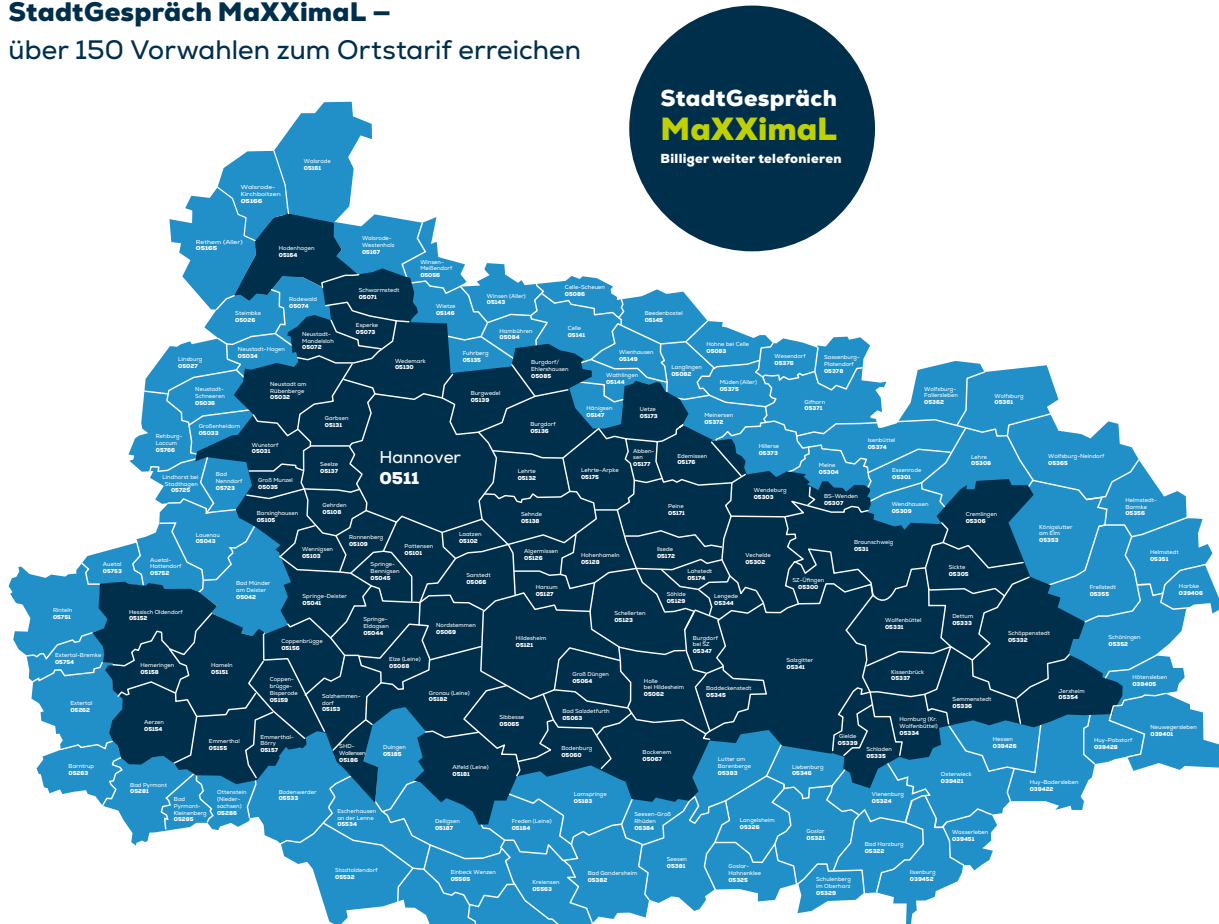 StadtGespräch MaXXimaL –
über 150 Vorwahlen zum Ortstarif erreichen
StadtGespräch
MaXXimaL
Billiger weiter telefonieren
Walsrode
05161
Walsrode-
Kirchboitzen
05166
Rethem (Aller)
05165
Hodenhagen
05164
Walsrode-
Westenholz
05167
Winsen-
Meißendorf
05056
Schwarmstedt
05071
Rodewald
05074
Steimbke
05026
Esperke
05073
Neustadt-
Mandelsloh
05072
Wietze
05146
Winsen (Aller)
05143
Celle-Scheuen
05086
Hambühren
05084
Celle
05141
Beedenbostel
05145
Hohne bei Celle
05083
Wienhausen
05149
Langlingen
05082
Wathlingen
05144
Wesendorf
05376
Sassenburg-
Platendorf
05378
Müden (Aller)
05375
Gifhorn
05371
Meinersen
05372
Wolfsburg-
Fallersleben
05362
Wolfsburg
05361
Linsburg
05027
Neustadt-Hagen
05034
Wedemark
05130
Fuhrberg
05135
Burgdorf/
Ehlershausen
05085
Neustadt-
Schneeren
05036
Neustadt am
Rübenberge
05032
Burgwedel
05139
Hänigsen
05147
Uetze
05173
Großenheidorn
05033
Garbsen
05131
Burgdorf
05136
Rehburg-
Loccum
05766
Wunstorf
05031
Hannover
0511
Abben-
sen
05177
Edemissen
05176
Hillerse
05373
Isenbüttel
05374
Meine
05304
Essenrode
05301
Lehre
05308
Wolfsburg-Neindorf
05365
Lindhorst bei
Stadthagen
05725
Bad
Nenndorf
05723
Groß Munzel
05035
Seelze
05137
Lehrte
05132
Lehrte-Arpke
05175
Wendeburg
05303
BS-Wenden
05307
Wendhausen
05309
Helmstedt-
Barmke
05356
Barsinghausen
05105
Gehrden
05108
Sehnde
05138
Peine
05171
Cremlingen
05306
Königslutter
am Elm
05353
Lauenau
05043
Wennigsen
05103
Ronnenberg
05109
Pattensen
05101
Laatzen
05102
Algermissen
05126
Hohenhameln
05128
Ilsede
05172
Vechelde
05302
Braunschweig
0531
Helmstedt
05351
Auetal
05753
Auetal-
Hattendorf
05752
Bad Münder
am Deister
05042
Springe-
Bennigsen
05045
Sarstedt
05066
Harsum
05127
Lahstedt
05174
SZ-Üfingen
05300
Sickte
05305
Frellstedt
05355
Harbke
039406
Rinteln
05751
Hessisch Oldendorf
05152
Springe-Deister
05041
Springe-
Eldagsen
05044
Nordstemmen
05069
Hildesheim
05121
Schellerten
05123
Söhlde
05129
Lengede
05344
Wolfenbüttel
05331
Dettum
05333
Schöppenstedt
05332
Schöningen
05352
Extertal-Bremke
05754
Coppenbrügge
05156
Elze (Leine)
05068
Burgdorf
bei SZ
05347
Salzgitter
05341
Hemeringen
05158
Hameln
05151
Coppen-
brügge-
Bisperode
05159
Salzhemmen-
dorf
05153
Gronau (Leine)
05182
Groß Düngen
05064
Holle
bei Hildesheim
05062
Baddeckenstedt
05345
Kissenbrück
05337
Hötensleben
039405
Extertal
05262
Aerzen
05154
Sibbesse
05065
Bad Salzdetfurth
05063
Semmenstedt
05336
Jerxheim
05354
Emmerthal
05155
Emmerthal-
Börry
05157
SHD-
Wallensen
05186
Duingen
05185
Bodenburg
05060
Bockenem
05067
Gielde
05339
Hornburg (Kr.
Wolfenbüttel)
05334
Schladen
05335
Hessen
039426
Huy-Pabstorf
039428
Neuwegersleben
039401
Barntrup
05263
Bad Pyrmont
05281
Bad
Pyrmont-
Kleinenberg
05285
Ottenstein
(Nieder-
sachsen)
05286
Bodenwerder
05533
Alfeld (Leine)
05181
Lutter am
Barenberge
05383
Liebenburg
05346
Osterwieck
039421
Huy-Badersleben
039422
Eschershausen
an der Lenne
05534
Delligsen
05187
Freden (Leine)
05184
Lamspringe
05183
Seesen-Groß
Rhüden
05384
Langelsheim
05326
Goslar
05321
Vienenburg
05324
Bad Harzburg
05322
Wasserleben
039451
Stadtoldendorf
05532
Einbeck Wenzen
05565
Kreiensen
05563
Bad Gandersheim
05382
Seesen
05381
Goslar-
Hahnenklee
05325
Schulenberg
im Oberharz
05329
Ilsenburg
039452